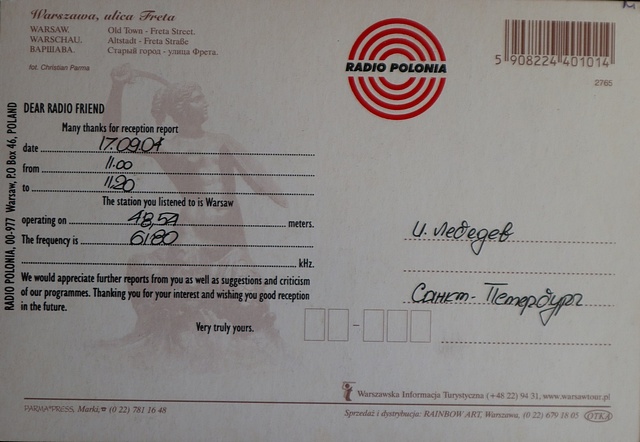 Warszawa, ulica Freta
WARSAW. Old Town - Freta Street.
WARSCHAU. Altstadt - Freta Straße
ВАРШАВА. Старый город - улица Фрета.
fot. Christian Parma
RADIO POLONIA
5 908224 401014
2765
RADIO POLONIA, 00-977 Warsaw, P.O Box 46, POLAND
DEAR RADIO FRIEND
Many thanks for reception report
date 17.09.04
from 11.00
to 11.20
The station you listened to is Warsaw
operating on 48,54 meters.
The frequency is 6180
kHz.
We would appreciate further reports from you as well as suggestions and criticism
of our programmes. Thanking you for your interest and wishing you good reception
in the future.
Very truly yours.
И. Лебедев
Санкт-Петербург
Warszawska Informacja Turystyczna (+48 22) 94 31, www.warsawtour.pl
PARMA®PRESS, Marki, ☎ (0 22) 781 16 48
Sprzedaż i dystrybucja: RAINBOW ART, Warszawa, (0 22) 679 18 05